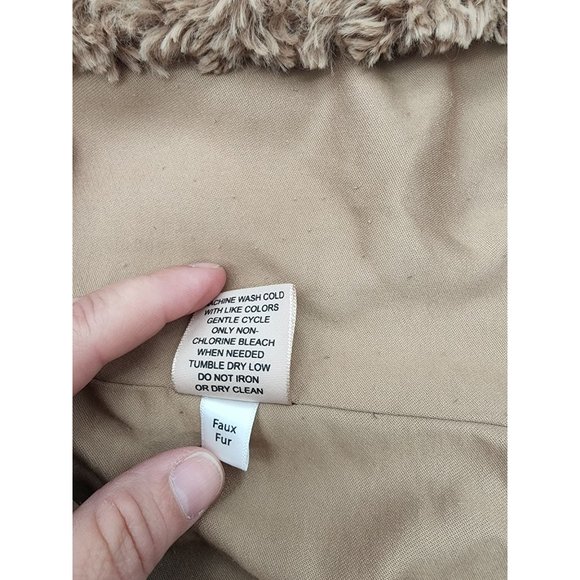 MACHINE WASH COLD
WITH LIKE COLORS
GENTLE CYCLE
ONLY NON-
CHLORINE BLEACH
WHEN NEEDED
TUMBLE DRY LOW
DO NOT IRON
OR DRY CLEAN
Faux
Fur